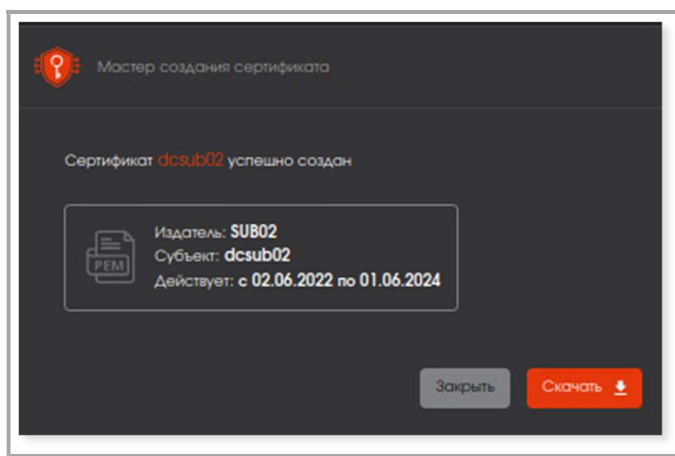 Мастер создания сертификата
Сертификат dcsub02 успешно создан
Издатель: SUB02
PEM
Субъект: dcsub02
Действует: с 02.06.2022 по 01.06.2024
Закрыть
Скачать